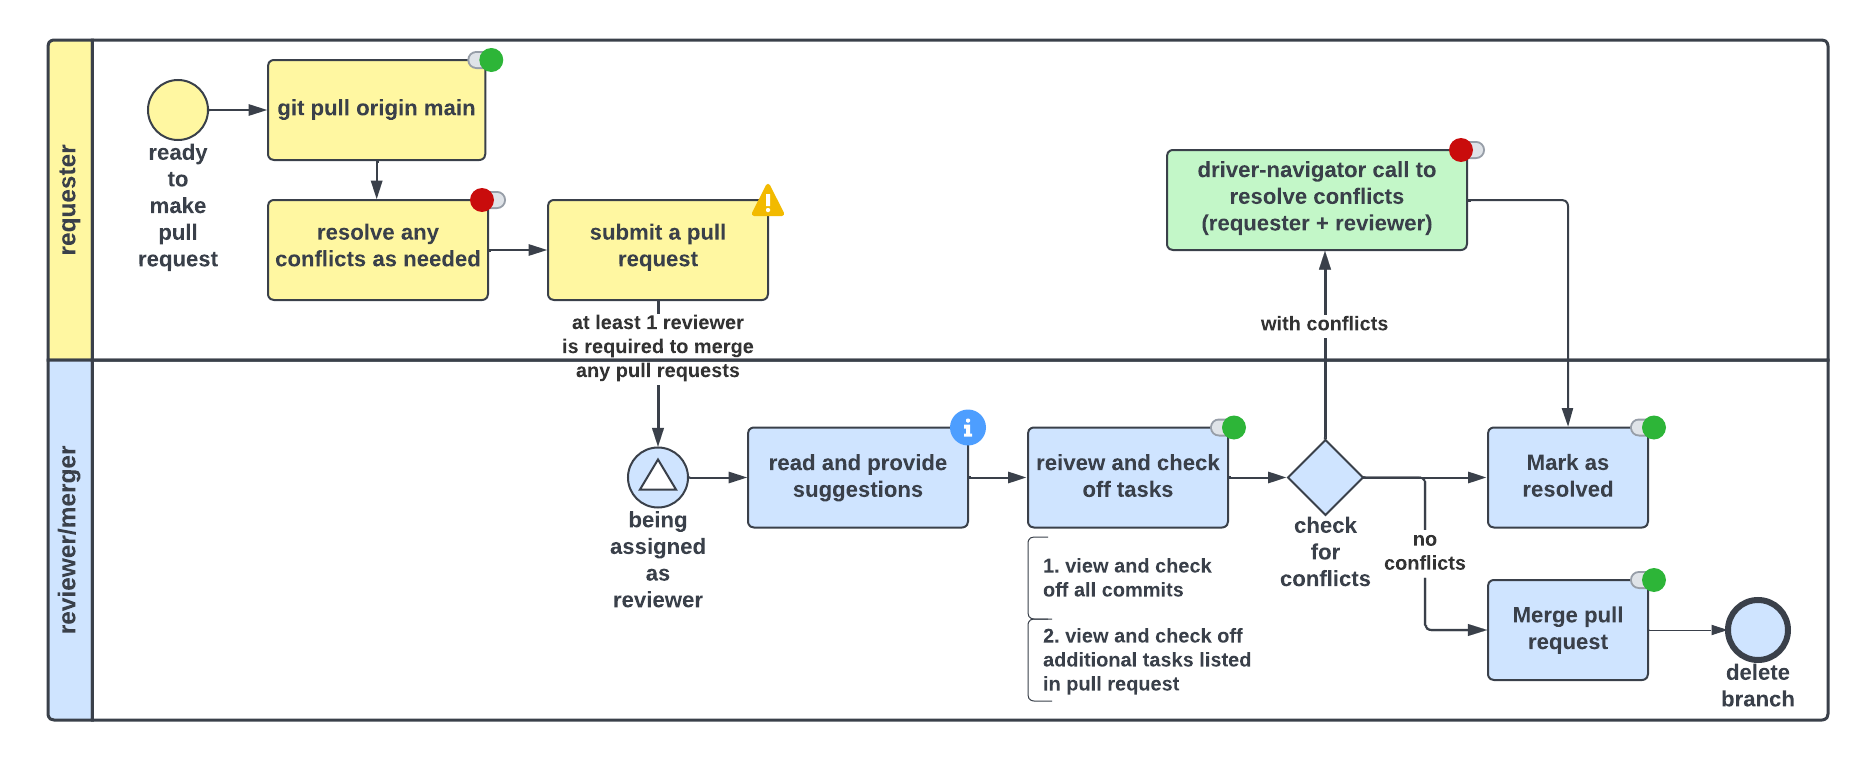 requester
ready
to
make
pull
request
git pull origin main
resolve any
conflicts as needed
submit a pull
request
at least 1 reviewer
is required to merge
any pull requests
driver-navigator call to
resolve conflicts
(requester + reviewer)
with conflicts
reviewer/merger
being
assigned
as
reviewer
read and provide
suggestions
reivew and check
off tasks
1. view and check
off all commits
2. view and check off
additional tasks listed
in pull request
check
for
conflicts
no
conflicts
Mark as
resolved
Merge pull
request
delete
branch